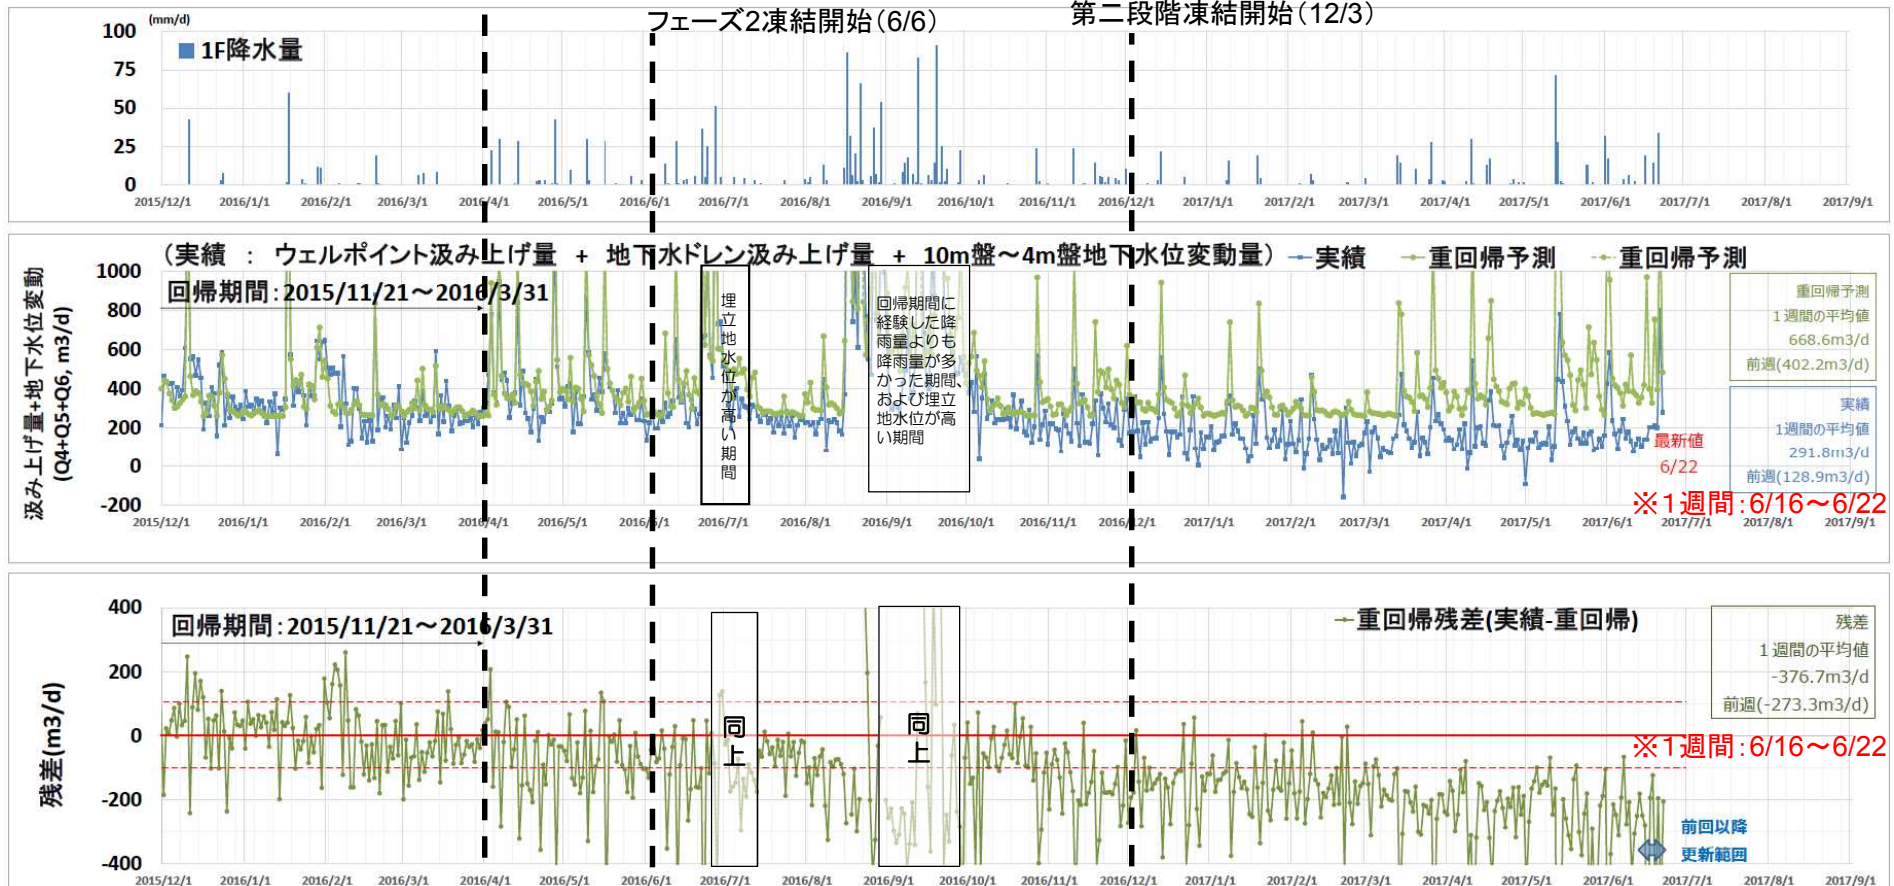 フェーズ2凍結開始(6/6)
第二段階凍結開始(12/3)
(mm/d)
1F降水量
100
75
50
25
0
2015/12/1 2016/1/1 2016/2/1 2016/3/1 2016/4/1 2016/5/1 2016/6/1 2016/7/1 2016/8/1 2016/9/1 2016/10/1 2016/11/1 2016/12/1 2017/1/1 2017/2/1 2017/3/1 2017/4/1 2017/5/1 2017/6/1 2017/7/1 2017/8/1 2017/9/1
(実績 : ウェルポイント汲み上げ量 + 地下水ドレン汲み上げ量 + 10m盤~4m盤地下水位変動量)
実績
重回帰予測
重回帰予測
汲み上げ量+地下水位変動
(Q4+Q5+Q6, m3/d)
1000
800
600
400
200
0
-200
回帰期間:2015/11/21~2016/3/31
埋立地水位が高い期間
回帰期間に
経験した降
雨量よりも
降雨量が多
かった期間、
および埋立
地水位が高
い期間
重回帰予測
1週間の平均値
668.6m3/d
前週(402.2m3/d)
実績
1週間の平均値
291.8m3/d
前週(128.9m3/d)
最新値
6/22
※1週間:6/16~6/22
2015/12/1 2016/1/1 2016/2/1 2016/3/1 2016/4/1 2016/5/1 2016/6/1 2016/7/1 2016/8/1 2016/9/1 2016/10/1 2016/11/1 2016/12/1 2017/1/1 2017/2/1 2017/3/1 2017/4/1 2017/5/1 2017/6/1 2017/7/1 2017/8/1 2017/9/1
残差(m3/d)
400
200
0
-200
-400
回帰期間:2015/11/21~2016/3/31
同上
同上
重回帰残差(実績-重回帰)
残差
1週間の平均値
-376.7m3/d
前週(-273.3m3/d)
※1週間:6/16~6/22
前回以降
更新範囲
2015/12/1 2016/1/1 2016/2/1 2016/3/1 2016/4/1 2016/5/1 2016/6/1 2016/7/1 2016/8/1 2016/9/1 2016/10/1 2016/11/1 2016/12/1 2017/1/1 2017/2/1 2017/3/1 2017/4/1 2017/5/1 2017/6/1 2017/7/1 2017/8/1 2017/9/1